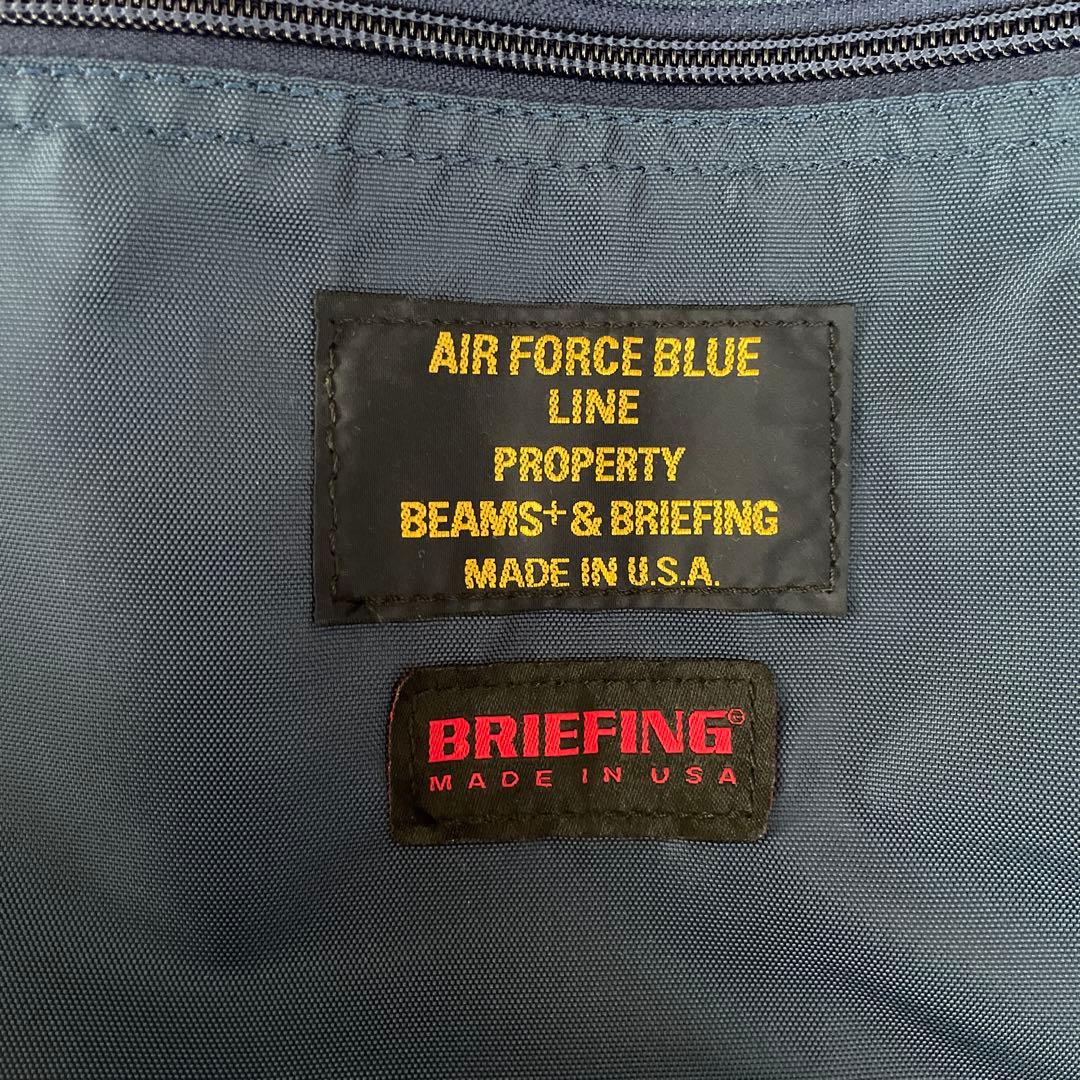 AIR FORCE BLUE
LINE
PROPERTY
BEAMS+ & BRIEFING
MADE IN U.S.A.
BRIEFING
MADE IN USA